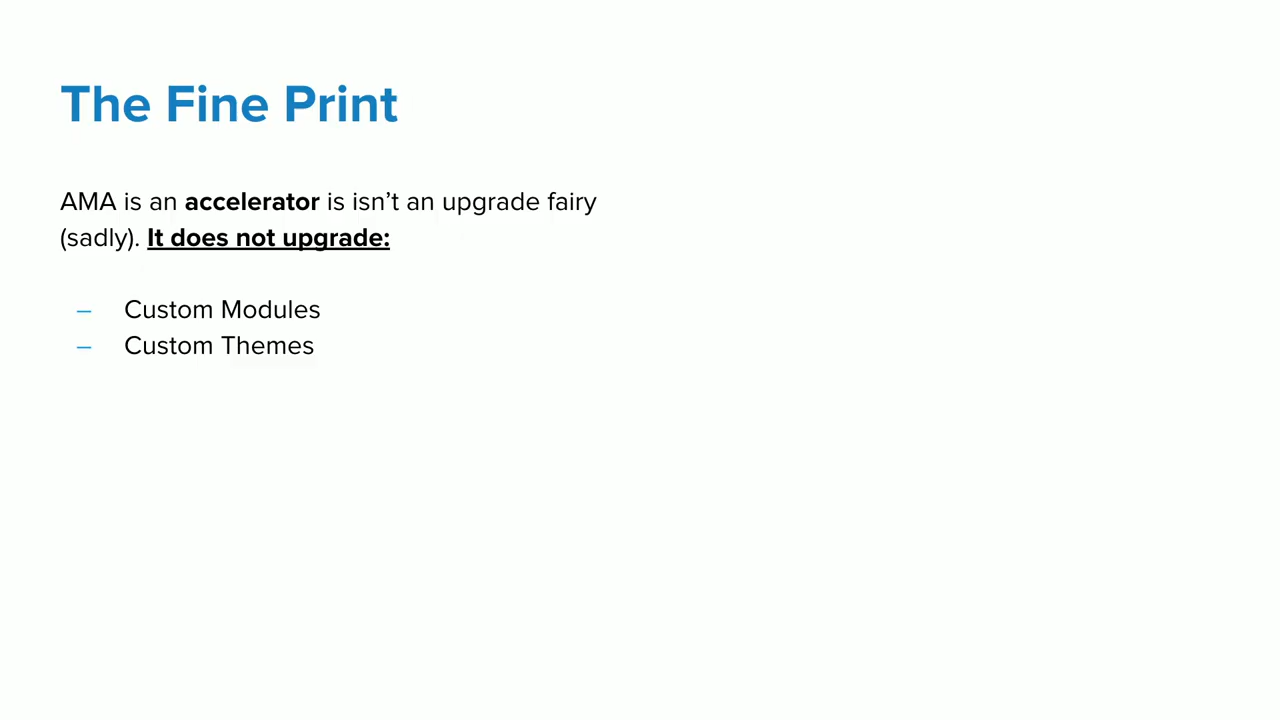 The Fine Print
AMA is an accelerator is isn’t an upgrade fairy
(sadly). It does not upgrade:
– Custom Modules
– Custom Themes